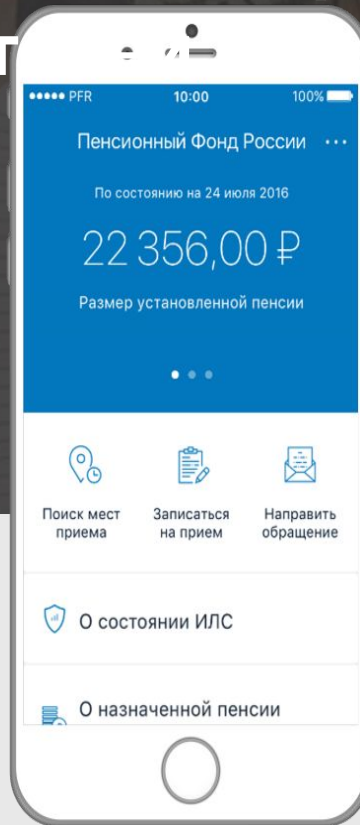 PFR 10:00 100%
Пенсионный Фонд России
По состоянию на 24 июля 2016
22 356,00 ₽
Размер установленной пенсии
Поиск мест приема
Записаться на прием
Направить обращение
О состоянии ИЛС
О назначенной пенсии